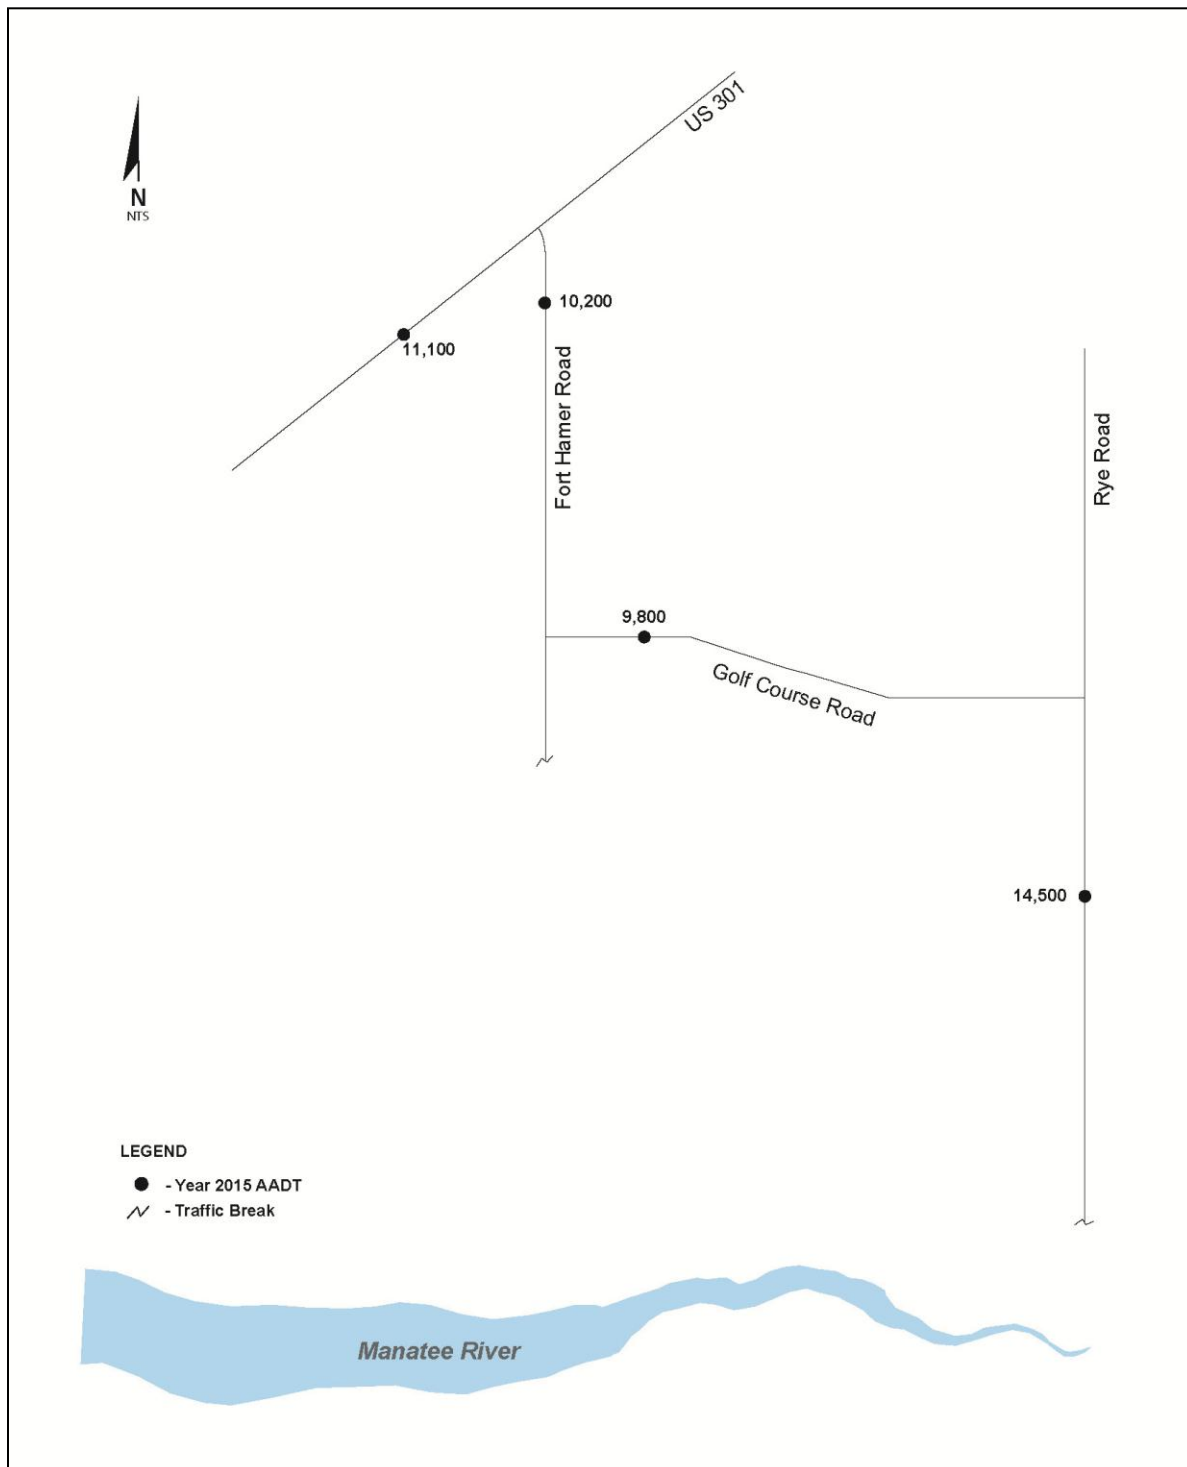 US 301
N
NTS
10,200
11,100
Fort Hamer Road
Rye Road
9,800
Golf Course Road
14,500
LEGEND
- Year 2015 AADT
- Traffic Break
Manatee River